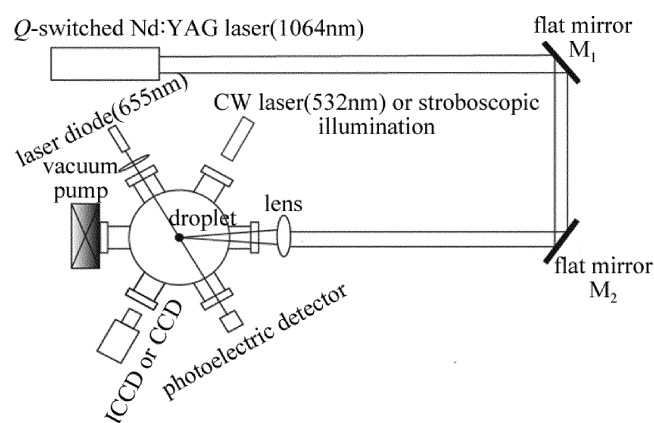 Q-switched Nd:YAG laser(1064nm)
flat mirror
M1
laser diode(655nm)
CW laser(532nm) or stroboscopic
illumination
vacuum
pump
droplet
lens
flat mirror
M2
ICCD or CCD
photoelectric detector